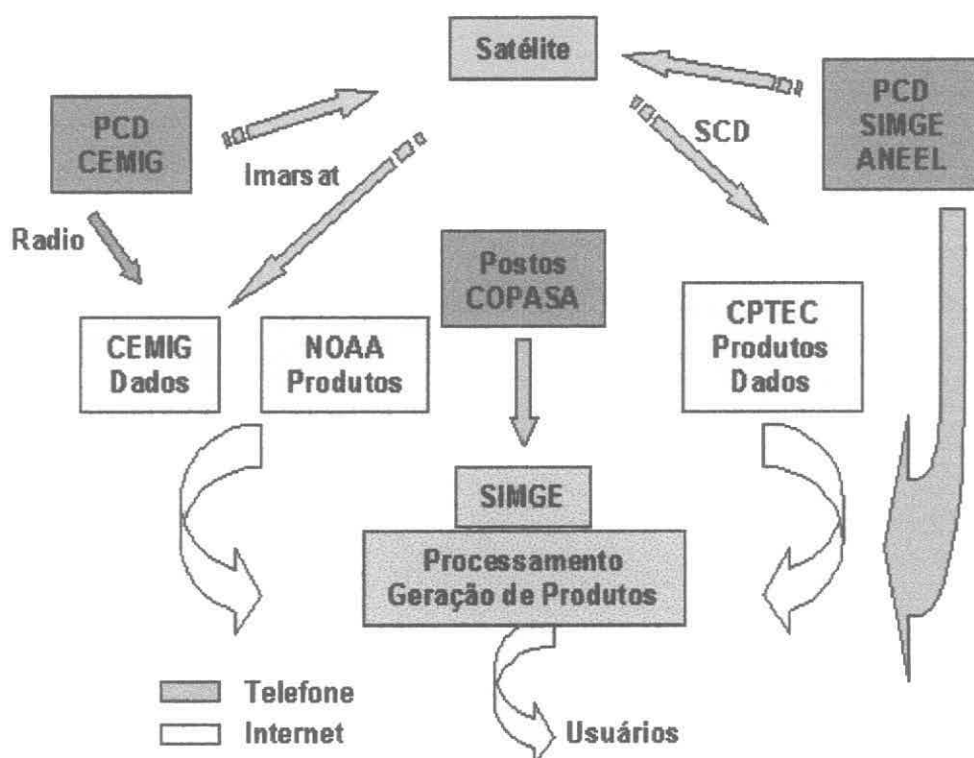 Satélite
PCD
CEMIG
PCD
SIMGE
ANEEL
SCD
Imarsat
Radio
Postos
COPASA
CEMIG
Dados
NOAA
Produtos
CPTEC
Produtos
Dados
SIMGE
Processamento
Geração de Produtos
Telefone
Internet
Usuários